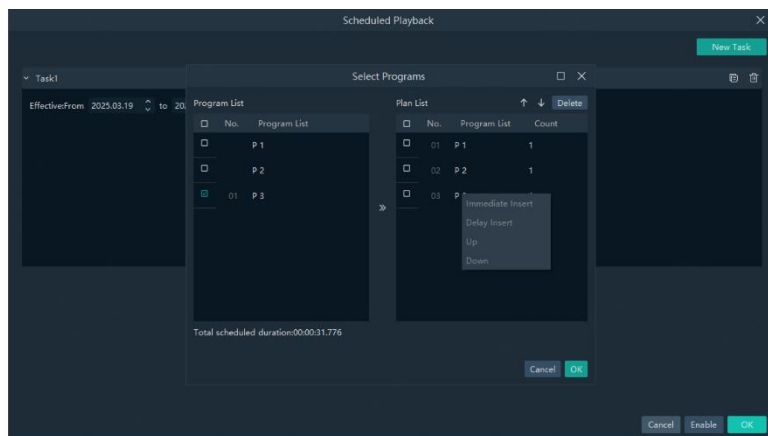 Scheduled Playback
New Task
Task1
Select Programs
Effective:From 2025.03.19 to 20
Program List
Plan List
Delete
No. Program List
No. Program List Count
P 1
01 P 1 1
P 2
02 P 2 1
01 P 3
03 P
Immediate Insert
Delay Insert
Up
Down
Total scheduled duration:00:00:31.776
Cancel OK
Cancel Enable OK